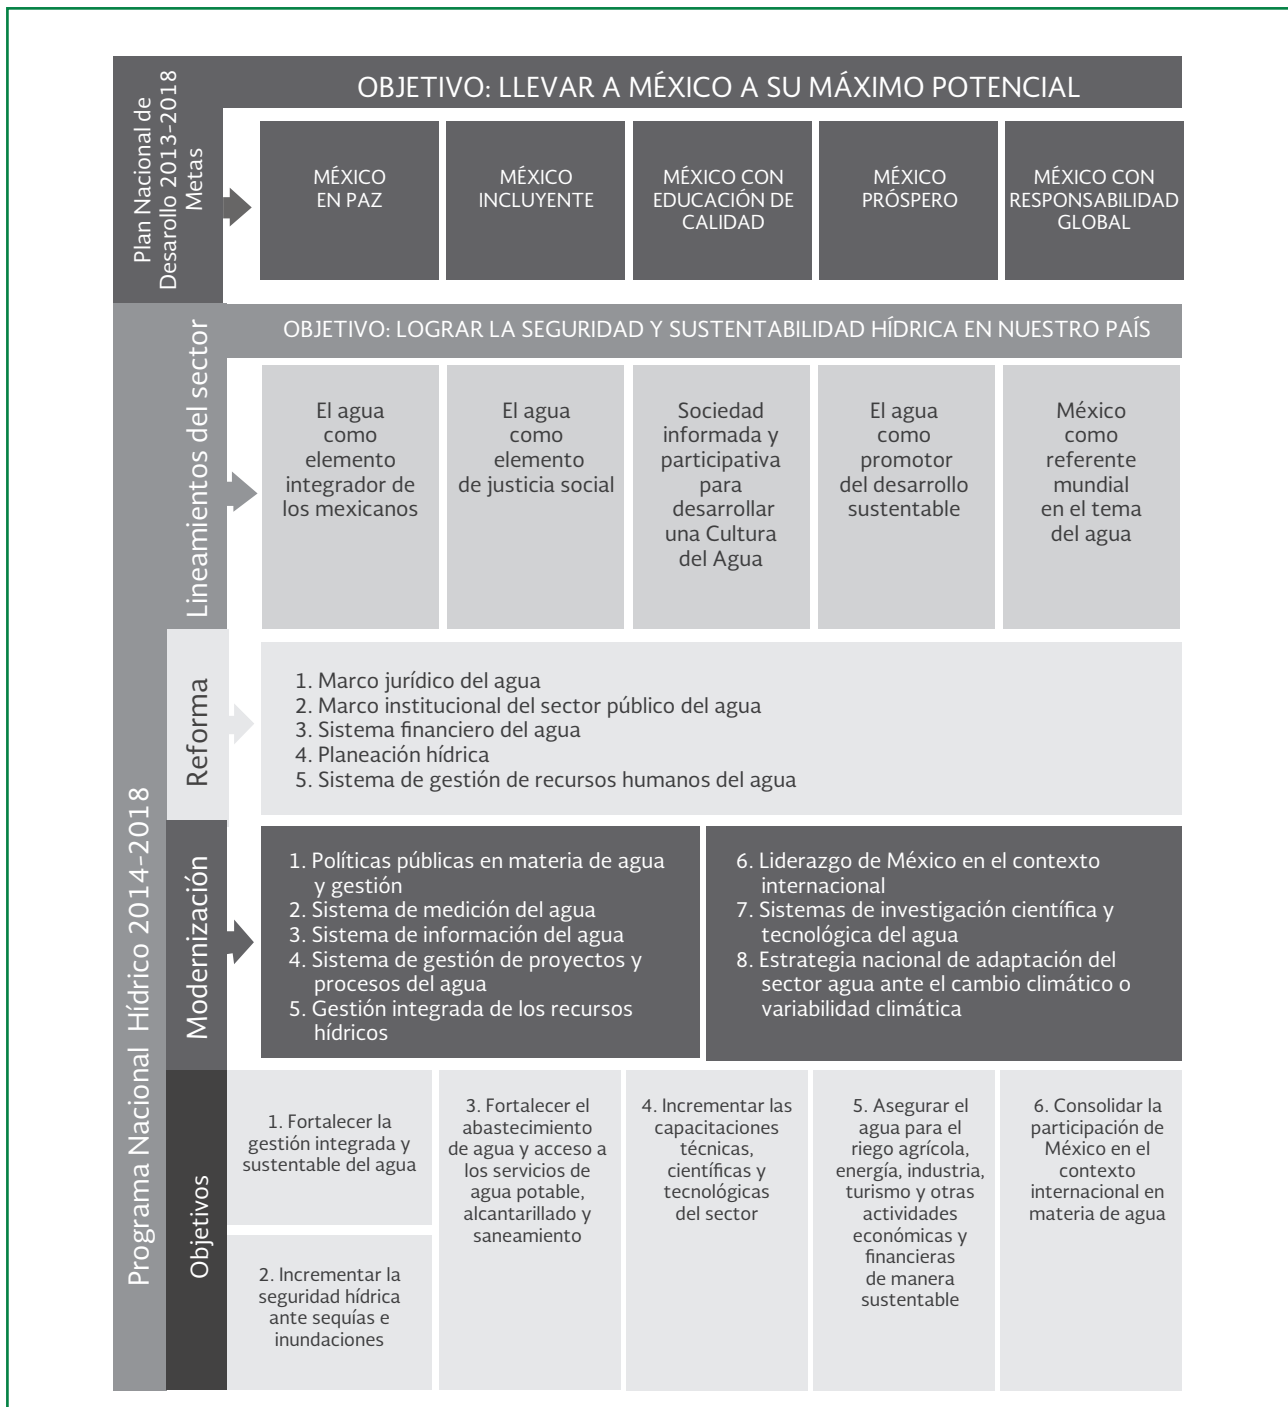 Plan Nacional de
Desarollo 2013-2018
Metas
OBJETIVO: LLEVAR A MÉXICO A SU MÁXIMO POTENCIAL
MÉXICO
EN PAZ
MÉXICO
INCLUYENTE
MÉXICO CON
EDUCACIÓN DE
CALIDAD
MÉXICO
PRÓSPERO
MÉXICO CON
RESPONSABILIDAD
GLOBAL
Programa Nacional Hídrico 2014-2018
Lineamientos del sector
OBJETIVO: LOGRAR LA SEGURIDAD Y SUSTENTABILIDAD HÍDRICA EN NUESTRO PAÍS
El agua
como
elemento
integrador de
los mexicanos
El agua
como
elemento
de justicia social
Sociedad
informada y
participativa
para
desarrollar
una Cultura
del Agua
El agua
como
promotor
del desarrollo
sustentable
México
como
referente
mundial
en el tema
del agua
Reforma
1. Marco jurídico del agua
2. Marco institucional del sector público del agua
3. Sistema financiero del agua
4. Planeación hídrica
5. Sistema de gestión de recursos humanos del agua
Modernización
1. Políticas públicas en materia de agua
y gestión
2. Sistema de medición del agua
3. Sistema de información del agua
4. Sistema de gestión de proyectos y
procesos del agua
5. Gestión integrada de los recursos
hídricos
6. Liderazgo de México en el contexto
internacional
7. Sistemas de investigación científica y
tecnológica del agua
8. Estrategia nacional de adaptación del
sector agua ante el cambio climático o
variabilidad climática
Objetivos
1. Fortalecer la
gestión integrada y
sustentable del agua
2. Incrementar la
seguridad hídrica
ante sequías e
inundaciones
3. Fortalecer el
abastecimiento
de agua y acceso a
los servicios de
agua potable,
alcantarillado y
saneamiento
4. Incrementar las
capacitaciones
técnicas,
científicas y
tecnológicas
del sector
5. Asegurar el
agua para el
riego agrícola,
energía, industria,
turismo y otras
actividades
económicas y
financieras
de manera
sustentable
6. Consolidar la
participación de
México en el
contexto
internacional en
materia de agua